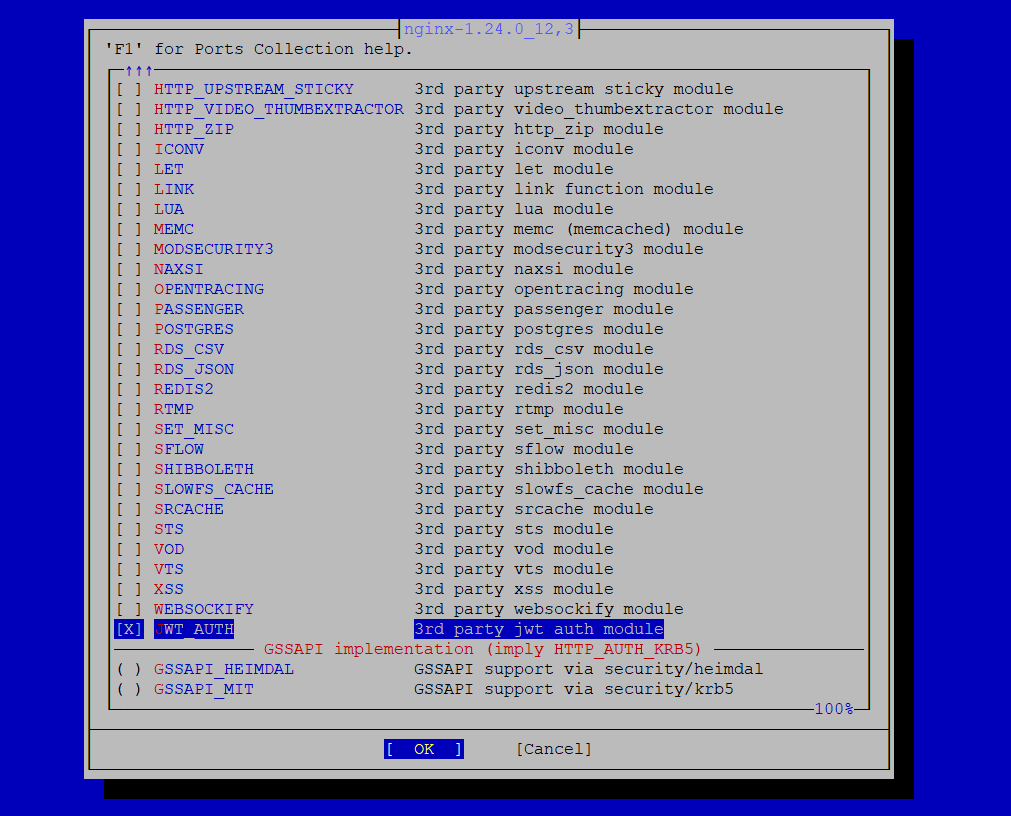 nginx-1.24.0_12,3
'F1' for Ports Collection help.
↑↑↑
[ ] HTTP_UPSTREAM_STICKY 3rd party upstream sticky module
[ ] HTTP_VIDEO_THUMBEXTRACTOR 3rd party video_thumbextractor module
[ ] HTTP_ZIP 3rd party http_zip module
[ ] ICONV 3rd party iconv module
[ ] LET 3rd party let module
[ ] LINK 3rd party link function module
[ ] LUA 3rd party lua module
[ ] MEMC 3rd party memc (memcached) module
[ ] MODSECURITY3 3rd party modsecurity3 module
[ ] NAXSI 3rd party naxsi module
[ ] OPENTRACING 3rd party opentracing module
[ ] PASSENGER 3rd party passenger module
[ ] POSTGRES 3rd party postgres module
[ ] RDS_CSV 3rd party rds_csv module
[ ] RDS_JSON 3rd party rds_json module
[ ] REDIS2 3rd party redis2 module
[ ] RTMP 3rd party rtmp module
[ ] SET_MISC 3rd party set_misc module
[ ] SFLOW 3rd party sflow module
[ ] SHIBBOLETH 3rd party shibboleth module
[ ] SLOWFS_CACHE 3rd party slowfs_cache module
[ ] SRCACHE 3rd party srcache module
[ ] STS 3rd party sts module
[ ] VOD 3rd party vod module
[ ] VTS 3rd party vts module
[ ] XSS 3rd party xss module
[ ] WEBSOCKIFY 3rd party websockify module
[X] JWT_AUTH 3rd party jwt auth module
GSSAPI implementation (imply HTTP_AUTH_KRB5)
( ) GSSAPI_HEIMDAL GSSAPI support via security/heimdal
( ) GSSAPI_MIT GSSAPI support via security/krb5
100%
[ OK ] [Cancel]